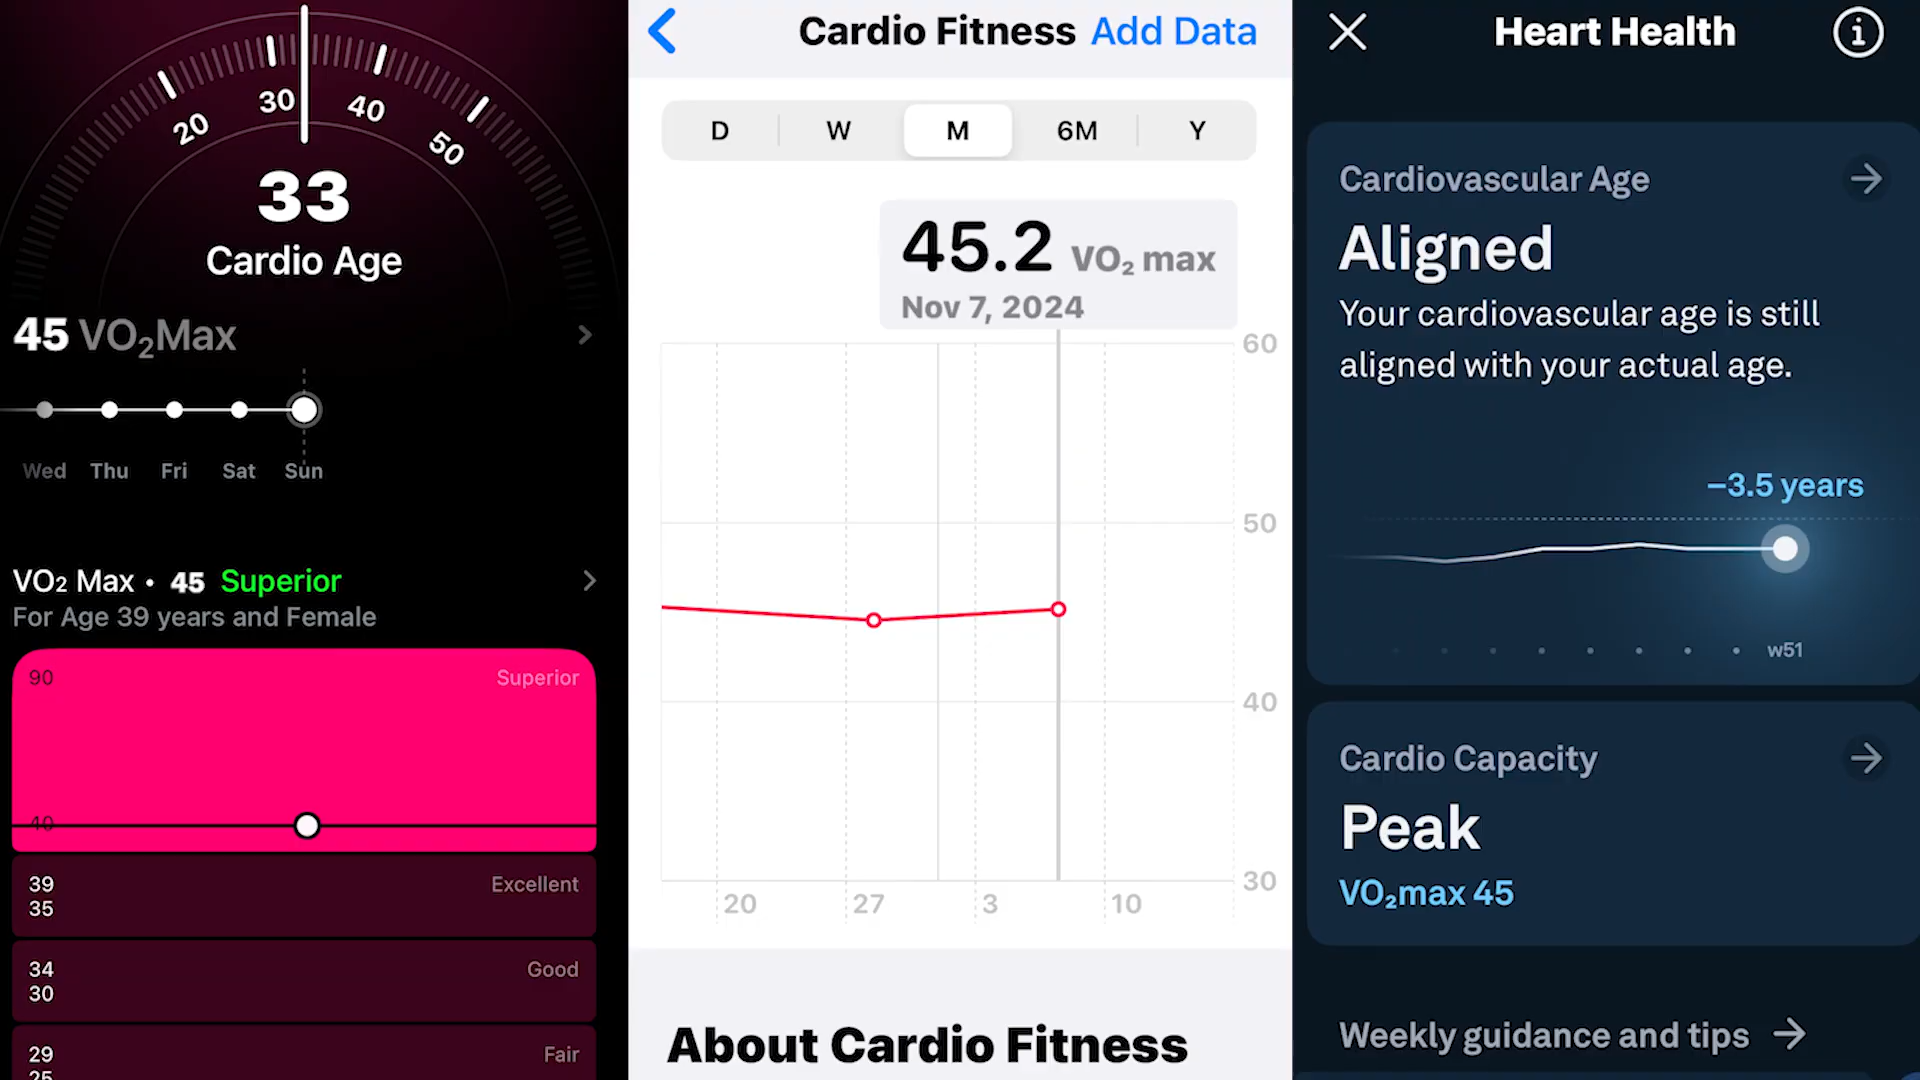 20
30
40
50
33
Cardio Age
45 VO₂Max
Wed Thu Fri Sat Sun
VO₂ Max • 45 Superior
For Age 39 years and Female
90 Superior
40
39 Excellent
35
34 Good
30
29 Fair
25
Cardio Fitness Add Data
D W M 6M Y
45.2 VO₂ max
Nov 7, 2024
60
50
40
30
20 27 3 10
About Cardio Fitness
Heart Health
Cardiovascular Age
Aligned
Your cardiovascular age is still
aligned with your actual age.
–3.5 years
w51
Cardio Capacity
Peak
VO₂max 45
Weekly guidance and tips